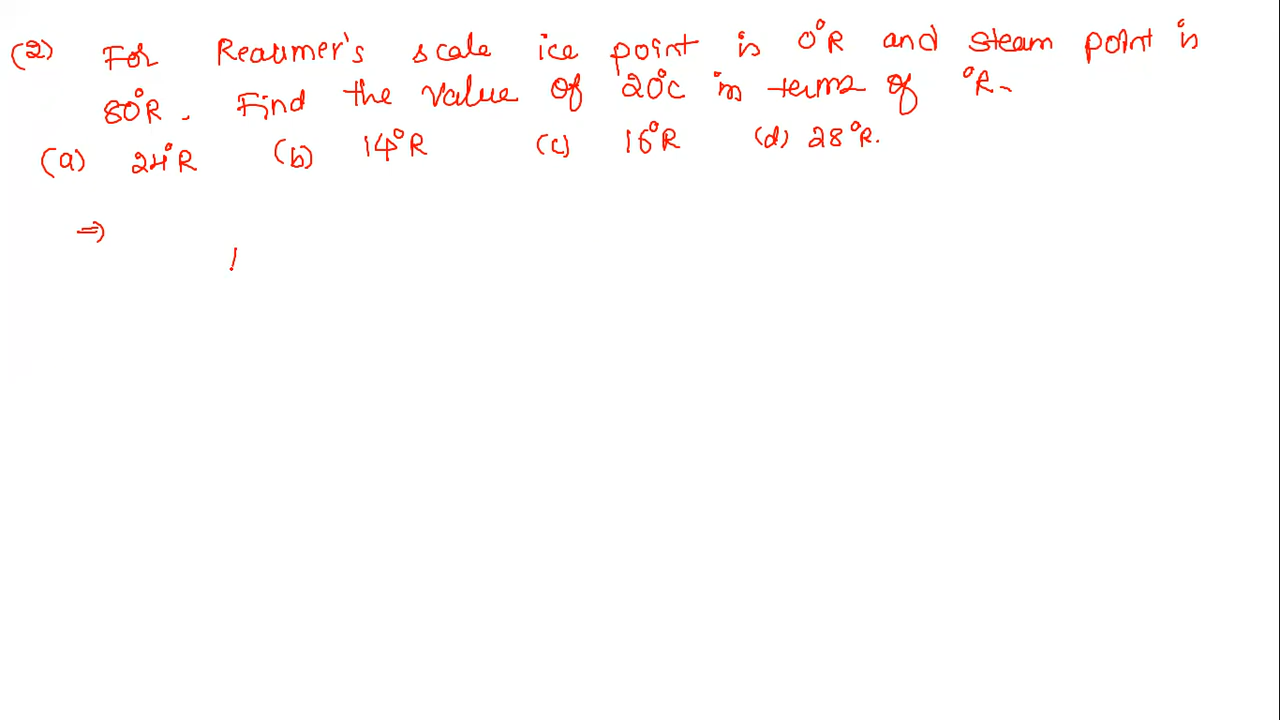 (2) For Reaumer's scale ice point is 0°R and steam point is
80°R. Find the value of 20°C in terms of °R.
(a) 24°R (b) 14°R (c) 16°R (d) 28°R.
⇒